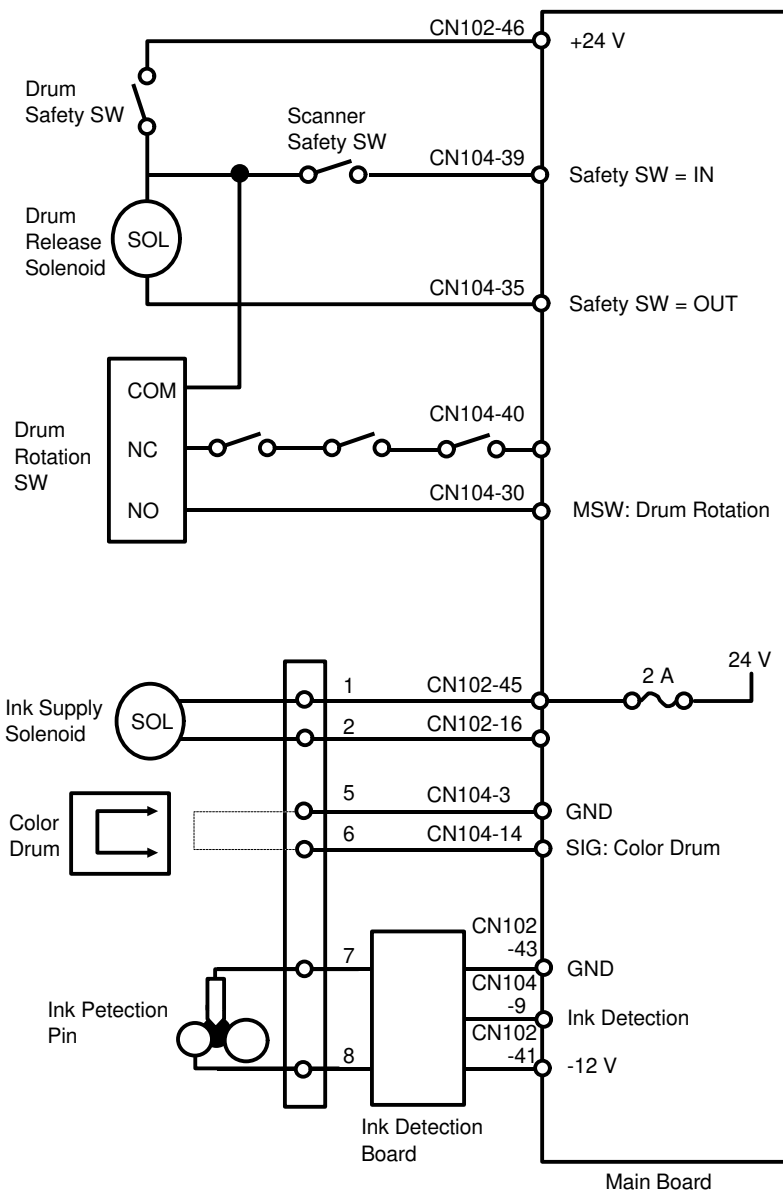 CN102-46
+24 V
Drum
Safety SW
Scanner
Safety SW
CN104-39
Safety SW = IN
Drum
Release
Solenoid
SOL
CN104-35
Safety SW = OUT
COM
Drum
Rotation
SW
NC
CN104-40
NO
CN104-30
MSW: Drum Rotation
24 V
2 A
Ink Supply
Solenoid
SOL
1
CN102-45
2
CN102-16
Color
Drum
5
CN104-3
GND
6
CN104-14
SIG: Color Drum
Ink Petection
Pin
7
CN102
-43
GND
CN104
-9
Ink Detection
8
CN102
-41
-12 V
Ink Detection
Board
Main Board